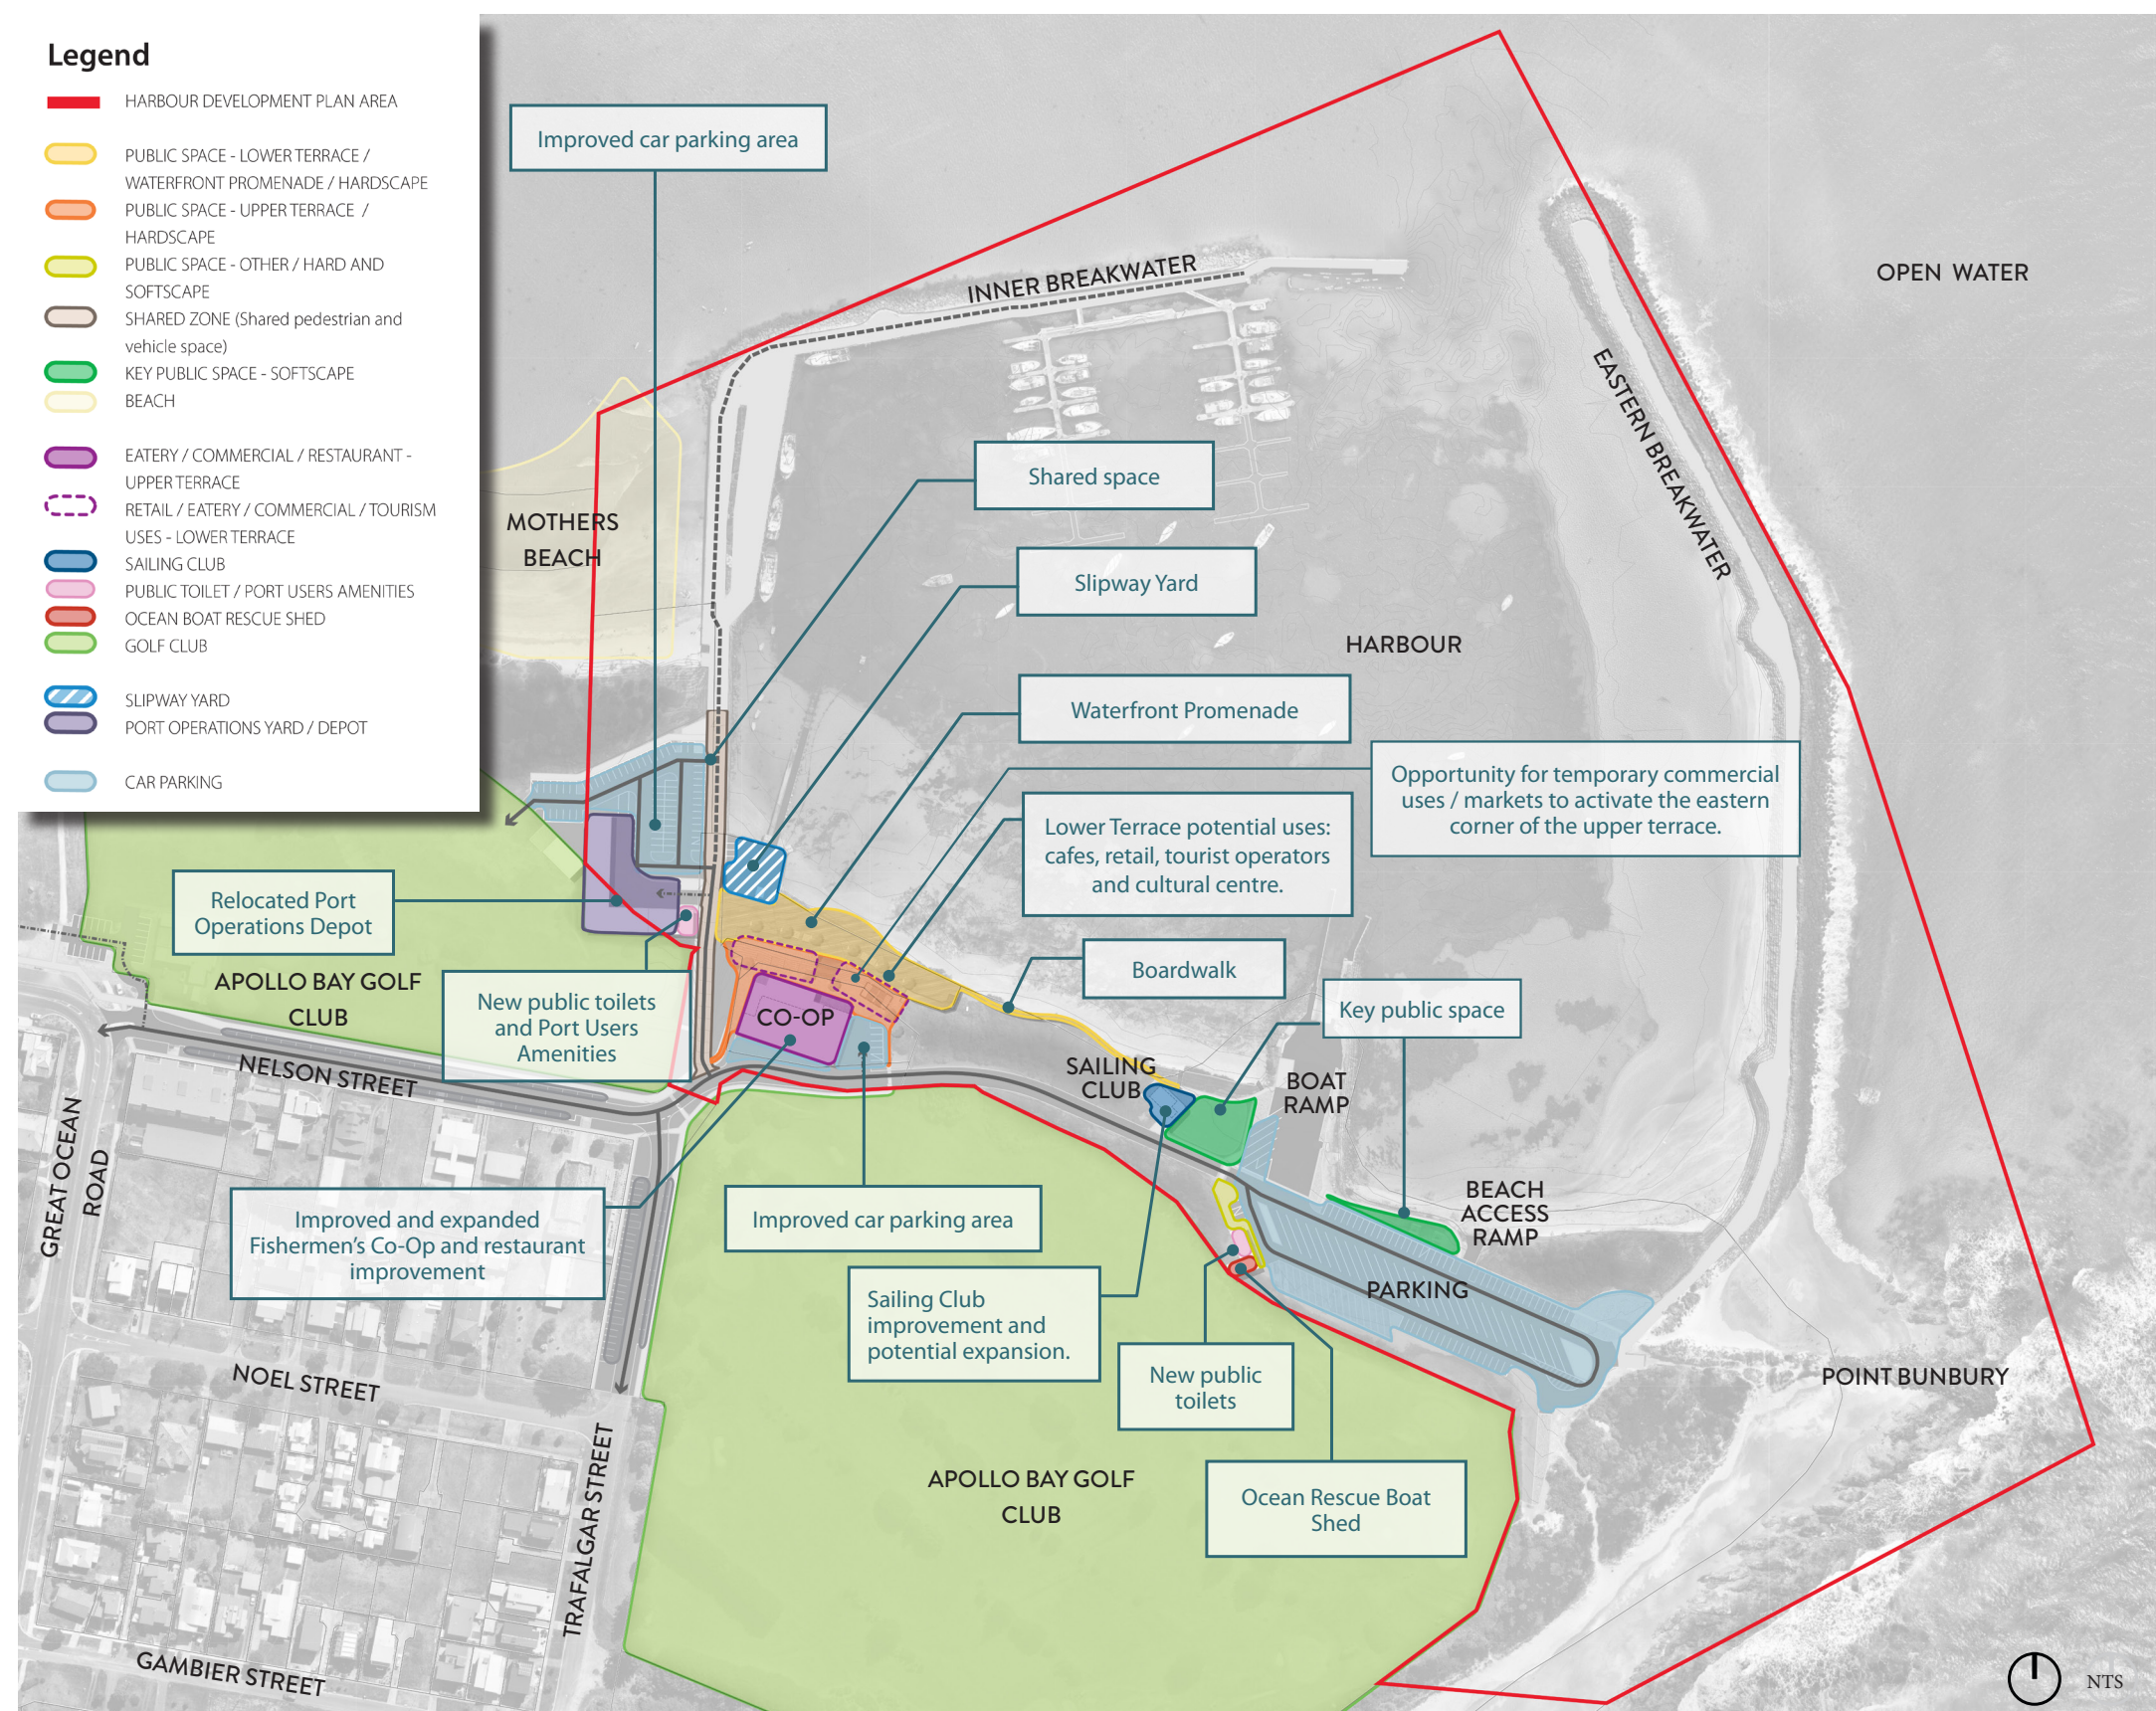 Legend
HARBOUR DEVELOPMENT PLAN AREA
PUBLIC SPACE - LOWER TERRACE /
WATERFRONT PROMENADE / HARDSCAPE
PUBLIC SPACE - UPPER TERRACE /
HARDSCAPE
PUBLIC SPACE - OTHER / HARD AND
SOFTSCAPE
SHARED ZONE (Shared pedestrian and
vehicle space)
KEY PUBLIC SPACE - SOFTSCAPE
BEACH
EATERY / COMMERCIAL / RESTAURANT -
UPPER TERRACE
RETAIL / EATERY / COMMERCIAL / TOURISM
USES - LOWER TERRACE
SAILING CLUB
PUBLIC TOILET / PORT USERS AMENITIES
OCEAN BOAT RESCUE SHED
GOLF CLUB
SLIPWAY YARD
PORT OPERATIONS YARD / DEPOT
CAR PARKING
Improved car parking area
INNER BREAKWATER
OPEN WATER
EASTERN BREAKWATER
Shared space
MOTHERS
BEACH
Slipway Yard
HARBOUR
Waterfront Promenade
Opportunity for temporary commercial
uses / markets to activate the eastern
corner of the upper terrace.
Lower Terrace potential uses:
cafes, retail, tourist operators
and cultural centre.
Relocated Port
Operations Depot
Boardwalk
APOLLO BAY GOLF
CLUB
New public toilets
and Port Users
Amenities
CO-OP
Key public space
SAILING
CLUB
BOAT
RAMP
NELSON STREET
GREAT OCEAN
ROAD
Improved and expanded
Fishermen's Co-Op and restaurant
improvement
Improved car parking area
BEACH
ACCESS
RAMP
PARKING
Sailing Club
improvement and
potential expansion.
New public
toilets
POINT BUNBURY
NOEL STREET
TRAFALGAR STREET
APOLLO BAY GOLF
CLUB
Ocean Rescue Boat
Shed
GAMBIER STREET
NTS